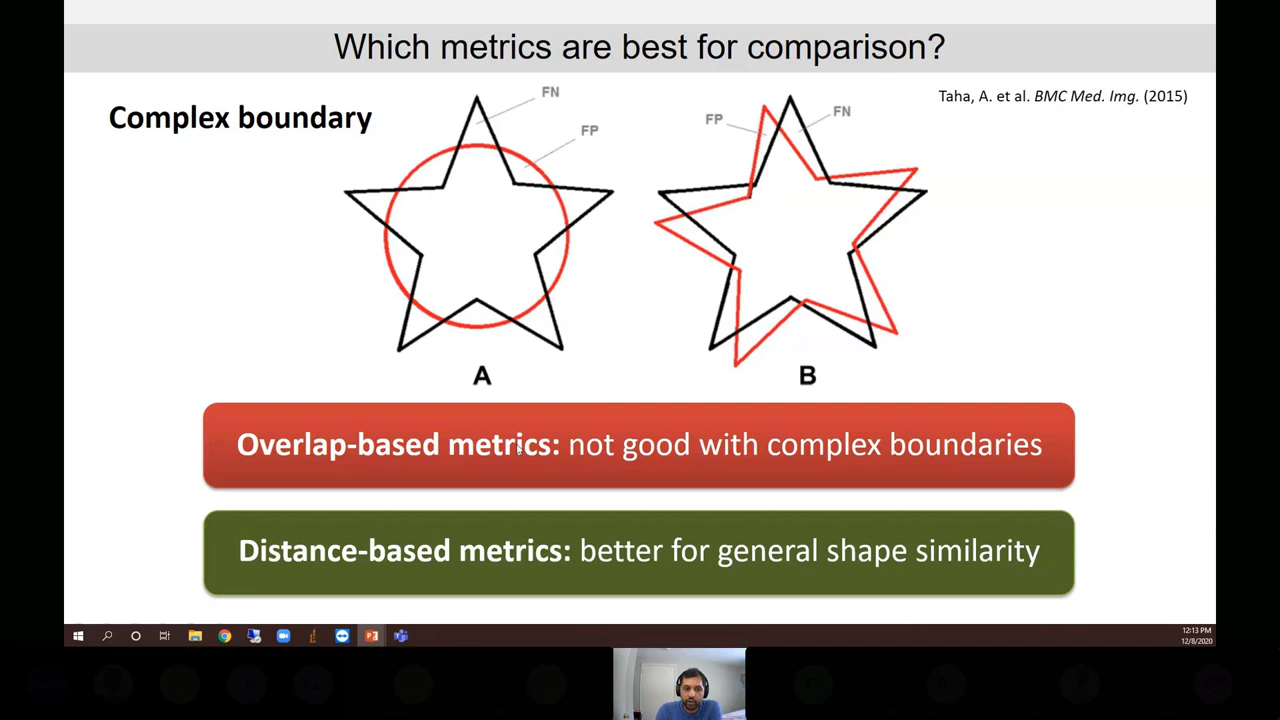 Which metrics are best for comparison?
Taha, A. et al. BMC Med. Img. (2015)
Complex boundary
FN
FP
FP
FN
A
B
Overlap-based metrics: not good with complex boundaries
Distance-based metrics: better for general shape similarity
12:13 PM
12/8/2020